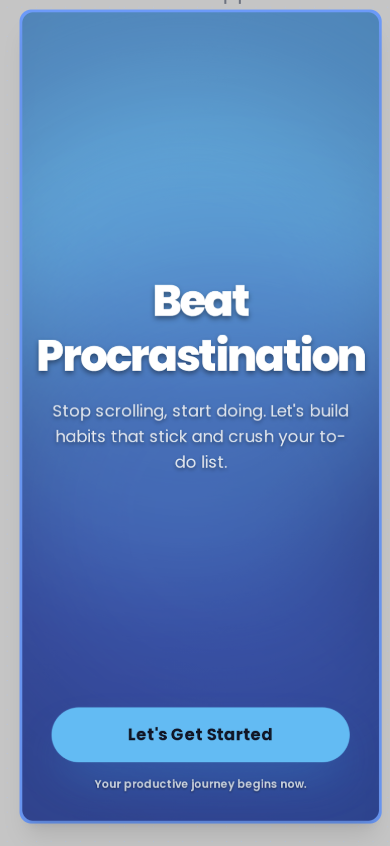 Beat
Procrastination
Stop scrolling, start doing. Let's build
habits that stick and crush your to-
do list.
Let's Get Started
Your productive journey begins now.